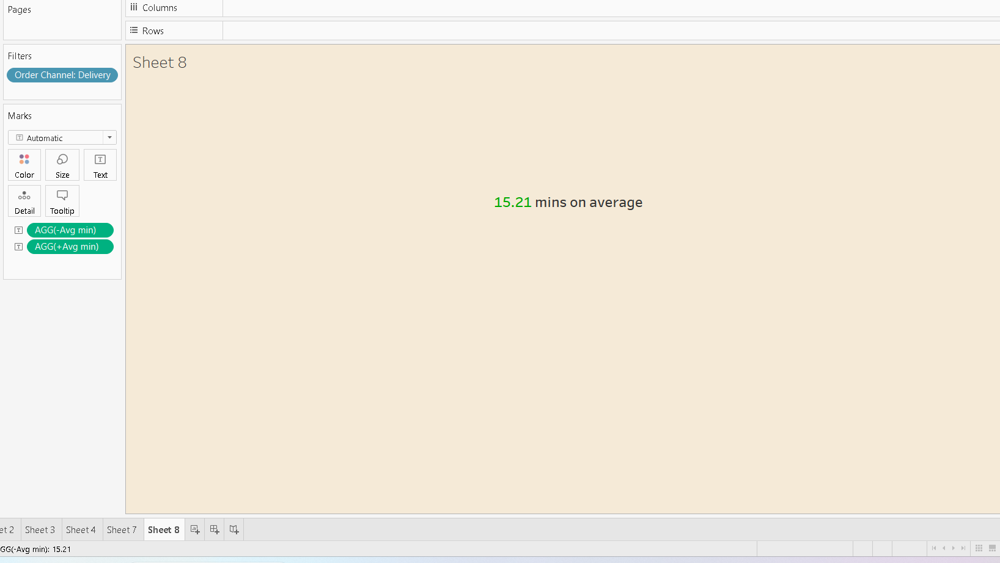 Pages
Columns
Rows
Filters
Order Channel: Delivery
Sheet 8
Marks
Automatic
Color
Size
Text
Detail
Tooltip
AGG(-Avg min)
AGG(+Avg min)
15.21 mins on average
et 2
Sheet 3
Sheet 4
Sheet 7
Sheet 8
GG(-Avg min): 15.21